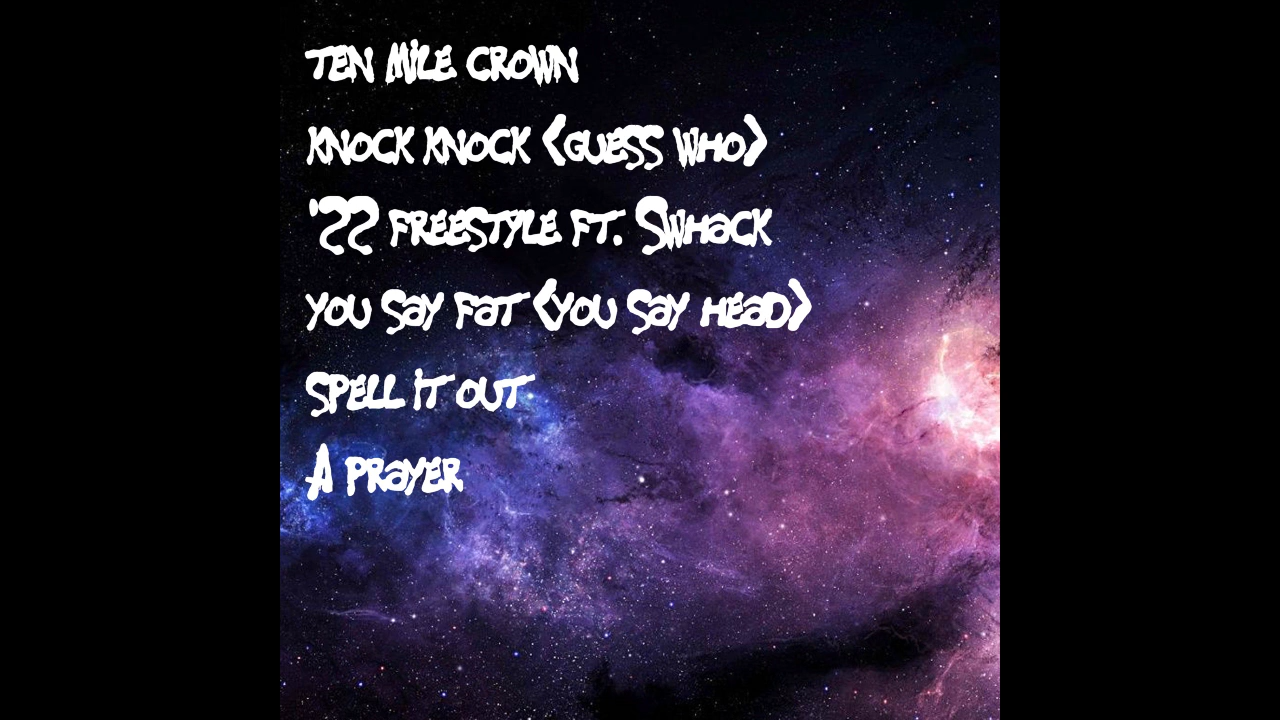 Ten Mile Crown
Knock Knock (Guess Who)
'22 Freestyle ft. Swhack
You Say Fat (You Say Head)
Spell It Out
A Prayer